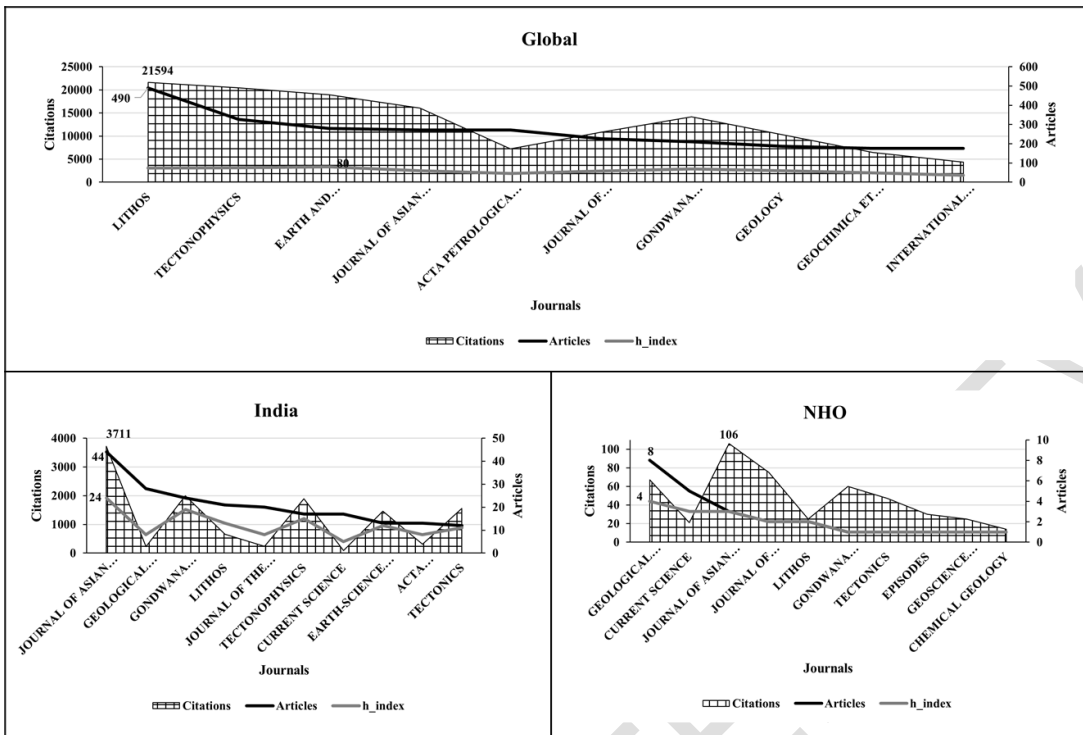 Global
25000
20000
15000
10000
5000
0
Citations
21594
490
80
600
500
400
300
200
100
0
Articles
LITHOS
TECTONOPHYSICS
EARTH AND…
JOURNAL OF ASIAN…
ACTA PETROLOGICA…
JOURNAL OF…
GONDWANA…
GEOLOGY
GEOCHIMICA ET…
INTERNATIONAL…
Journals
Citations Articles h_index
India
4000
3000
2000
1000
0
Citations
3711
44
24
50
40
30
20
10
0
Articles
JOURNAL OF ASIAN…
GEOLOGICAL…
GONDWANA…
LITHOS
JOURNAL OF THE…
TECTONOPHYSICS
CURRENT SCIENCE
EARTH-SCIENCE…
ACTA…
TECTONICS
Journals
Citations Articles h_index
NHO
100
80
60
40
20
0
Citations
8
4
106
10
8
6
4
2
0
Articles
GEOLOGICAL…
CURRENT SCIENCE
JOURNAL OF ASIAN…
JOURNAL OF…
LITHOS
GONDWANA…
TECTONICS
EPISODES
GEOSCIENCE…
CHEMICAL GEOLOGY
Journals
Citations Articles h_index